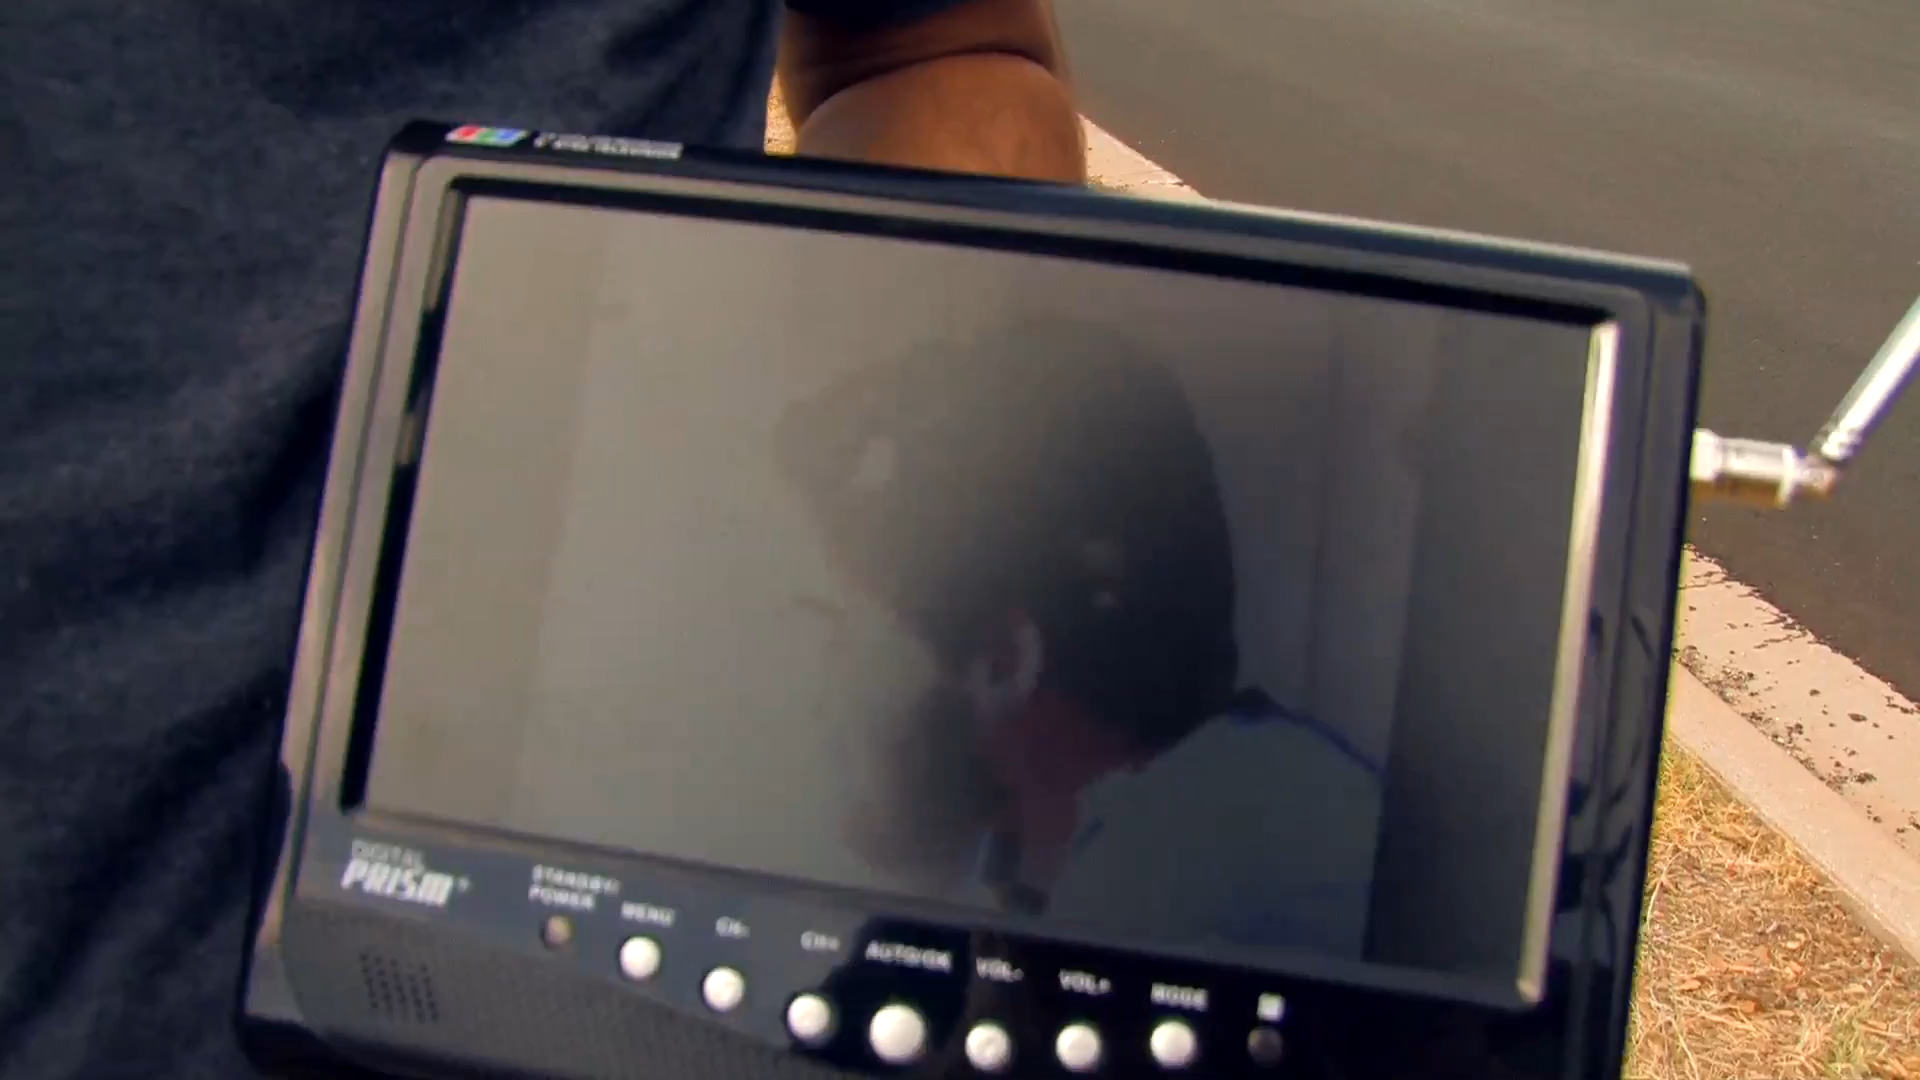 DIGITAL
PRISM
STANDBY/
POWER
MENU
CH-
CH+
AUTO/OK
VOL-
VOL+
MODE